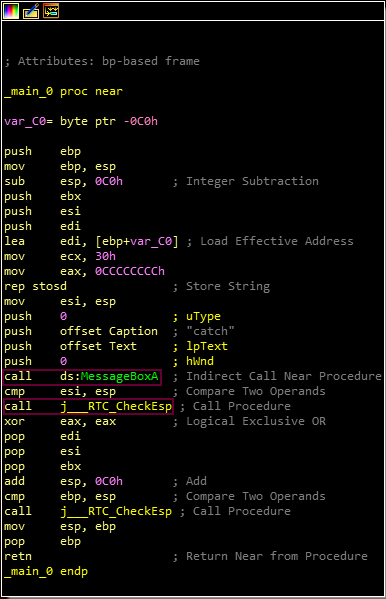 ; Attributes: bp-based frame
_main_0 proc near
var_C0= byte ptr -0C0h
push    ebp
mov     ebp, esp
sub     esp, 0C0h       ; Integer Subtraction
push    ebx
push    esi
push    edi
lea     edi, [ebp+var_C0] ; Load Effective Address
mov     ecx, 30h
mov     eax, 0CCCCCCCCh
rep stosd               ; Store String
mov     esi, esp
push    0               ; uType
push    offset Caption  ; "catch"
push    offset Text     ; lpText
push    0               ; hWnd
call    ds:MessageBoxA  ; Indirect Call Near Procedure
cmp     esi, esp        ; Compare Two Operands
call    j___RTC_CheckEsp ; Call Procedure
xor     eax, eax        ; Logical Exclusive OR
pop     edi
pop     esi
pop     ebx
add     esp, 0C0h       ; Add
cmp     ebp, esp        ; Compare Two Operands
call    j___RTC_CheckEsp ; Call Procedure
mov     esp, ebp
pop     ebp
retn                    ; Return Near from Procedure
_main_0 endp